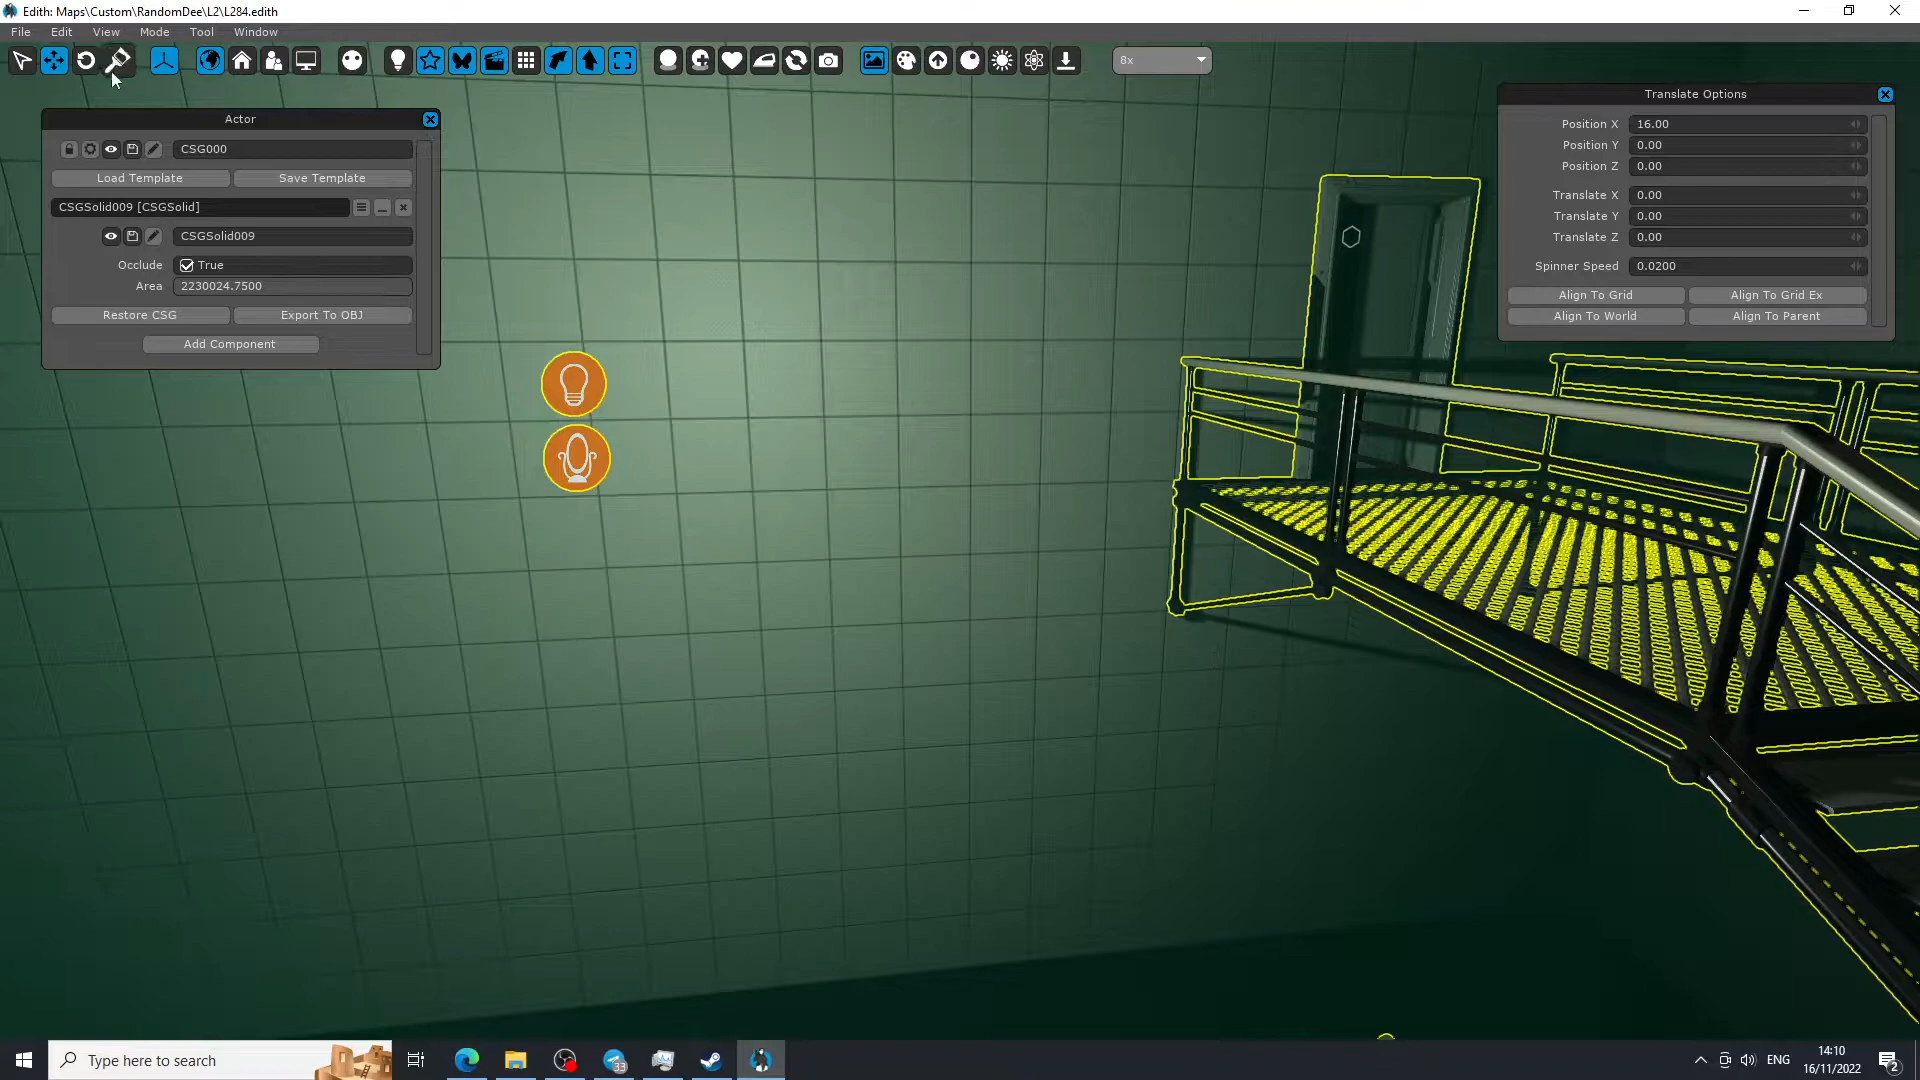 Edith: Maps\Custom\RandomDee\L2\L284.edith
File Edit View Mode Tool Window
8x
Actor
CSG000
Load Template Save Template
CSGSolid009 [CSGSolid]
CSGSolid009
Occlude True
Area 2230024.7500
Restore CSG Export To OBJ
Add Component
Translate Options
Position X 16.00
Position Y 0.00
Position Z 0.00
Translate X 0.00
Translate Y 0.00
Translate Z 0.00
Spinner Speed 0.0200
Align To Grid Align To Grid Ex
Align To World Align To Parent
Type here to search
33
ENG
14:10
16/11/2022
2